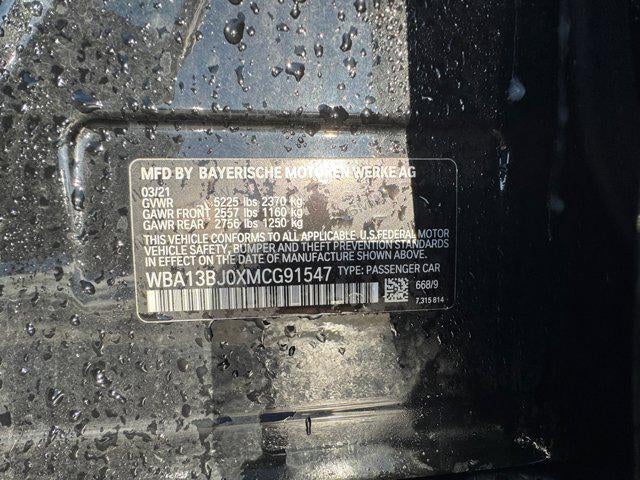 MFD BY BAYERISCHE MOTOREN WERKE AG
03/21
GVWR 5225 lbs 2370 kg
GAWR FRONT 2557 lbs 1160 kg
GAWR REAR 2756 lbs 1250 kg
THIS VEHICLE CONFORMS TO ALL APPLICABLE U.S. FEDERAL MOTOR
VEHICLE SAFETY, BUMPER AND THEFT PREVENTION STANDARDS
IN EFFECT ON THE DATE OF MANUFACTURE SHOWN ABOVE.
WBA13BJ0XMCG91547 TYPE: PASSENGER CAR
668/9
7.315 814